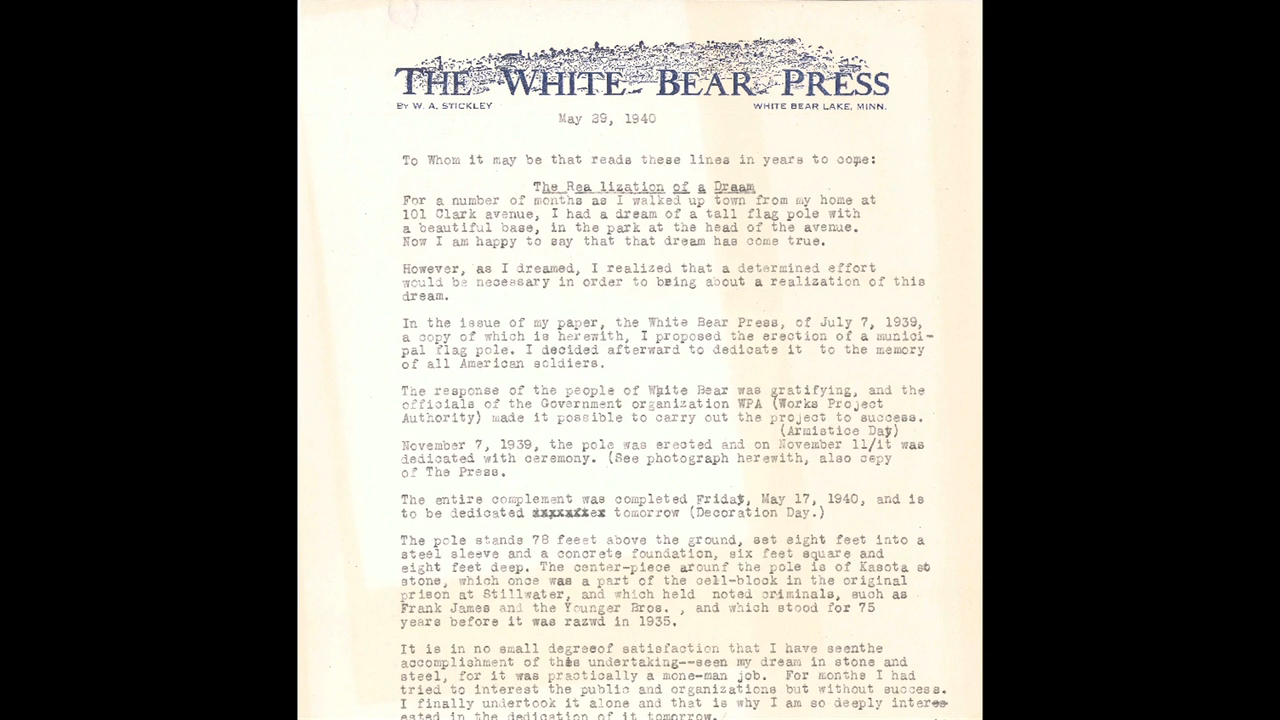 THE WHITE BEAR PRESS
BY W. A. STICKLEY WHITE BEAR LAKE, MINN.
May 29, 1940
To Whom it may be that reads these lines in years to come:
The Rea lization of a Draam
For a number of months as I walked up town from my home at
101 Clark avenue, I had a dream of a tall flag pole with
a beautiful base, in the park at the head of the avenue.
Now I am happy to say that that dream has come true.
However, as I dreamed, I realized that a determined effort
would be necessary in order to being about a realization of this
dream.
In the issue of my paper, the White Bear Press, of July 7, 1939,
a copy of which is herewith, I proposed the erection of a munici-
pal flag pole. I decided afterward to dedicate it to the memory
of all American soldiers.
The response of the people of White Bear was gratifying, and the
officials of the Government organization WPA (Works Project
Authority) made it possible to carry out the project to success.
(Armistice Day)
November 7, 1939, the pole was erected and on November 11/it was
dedicated with ceremony. (See photograph herewith, also copy
of The Press.
The entire complement was completed Friday, May 17, 1940, and is
to be dedicated tomorrow (Decoration Day.)
The pole stands 78 feeet above the ground, set eight feet into a
steel sleeve and a concrete foundation, six feet square and
eight feet deep. The center-piece arounf the pole is of Kasota st
stone, which once was a part of the cell-block in the original
prison at Stillwater, and which held noted criminals, such as
Frank James and the Younger Bros. , and which stood for 75
years before it was razwd in 1935.
It is in no small degreeof satisfaction that I have seenthe
accomplishment of this undertaking--seen my dream in stone and
steel, for it was practically a mone-man job. For months I had
tried to interest the public and organizations but without success.
I finally undertook it alone and that is why I am so deeply inter
ested in the dedication of it tomorrow.